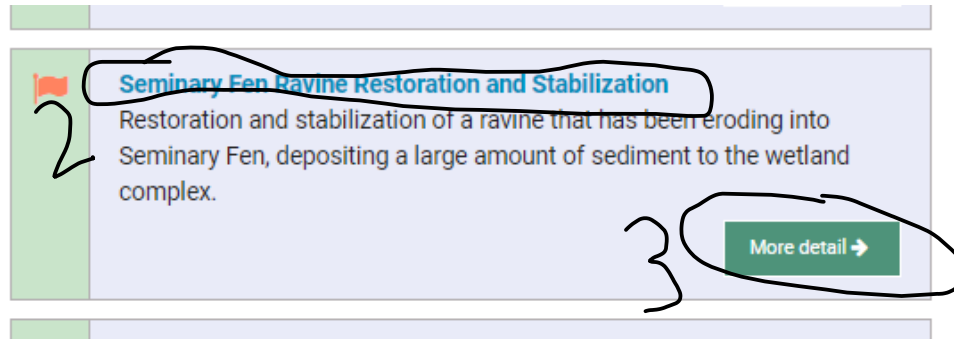 Seminary Fen Ravine Restoration and Stabilization
2
Restoration and stabilization of a ravine that has been eroding into
Seminary Fen, depositing a large amount of sediment to the wetland
complex.
3
More detail →